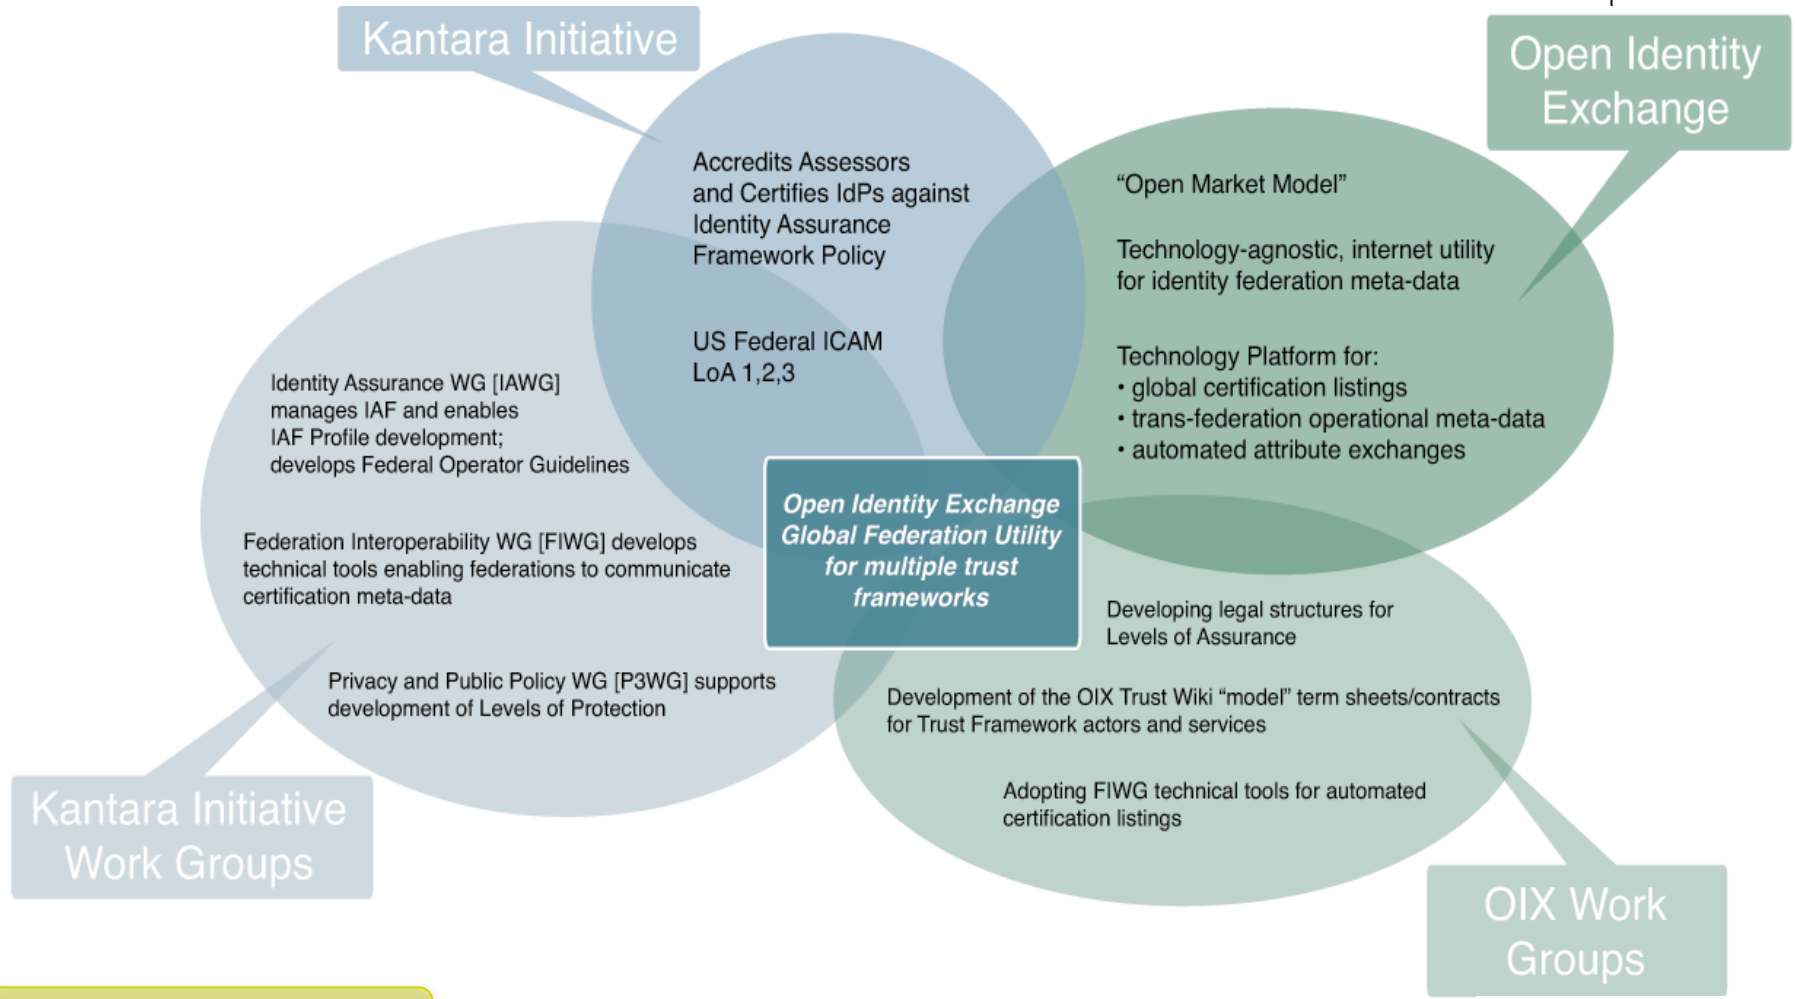 Kantara Initiative
Open Identity
Exchange
Accredits Assessors
and Certifies IdPs against
Identity Assurance
Framework Policy
US Federal ICAM
LoA 1,2,3
“Open Market Model”
Technology-agnostic, internet utility
for identity federation meta-data
Technology Platform for:
• global certification listings
• trans-federation operational meta-data
• automated attribute exchanges
Identity Assurance WG [IAWG]
manages IAF and enables
IAF Profile development;
develops Federal Operator Guidelines
Federation Interoperability WG [FIWG] develops
technical tools enabling federations to communicate
certification meta-data
Privacy and Public Policy WG [P3WG] supports
development of Levels of Protection
Open Identity Exchange
Global Federation Utility
for multiple trust
frameworks
Developing legal structures for
Levels of Assurance
Development of the OIX Trust Wiki “model” term sheets/contracts
for Trust Framework actors and services
Adopting FIWG technical tools for automated
certification listings
Kantara Initiative
Work Groups
OIX Work
Groups